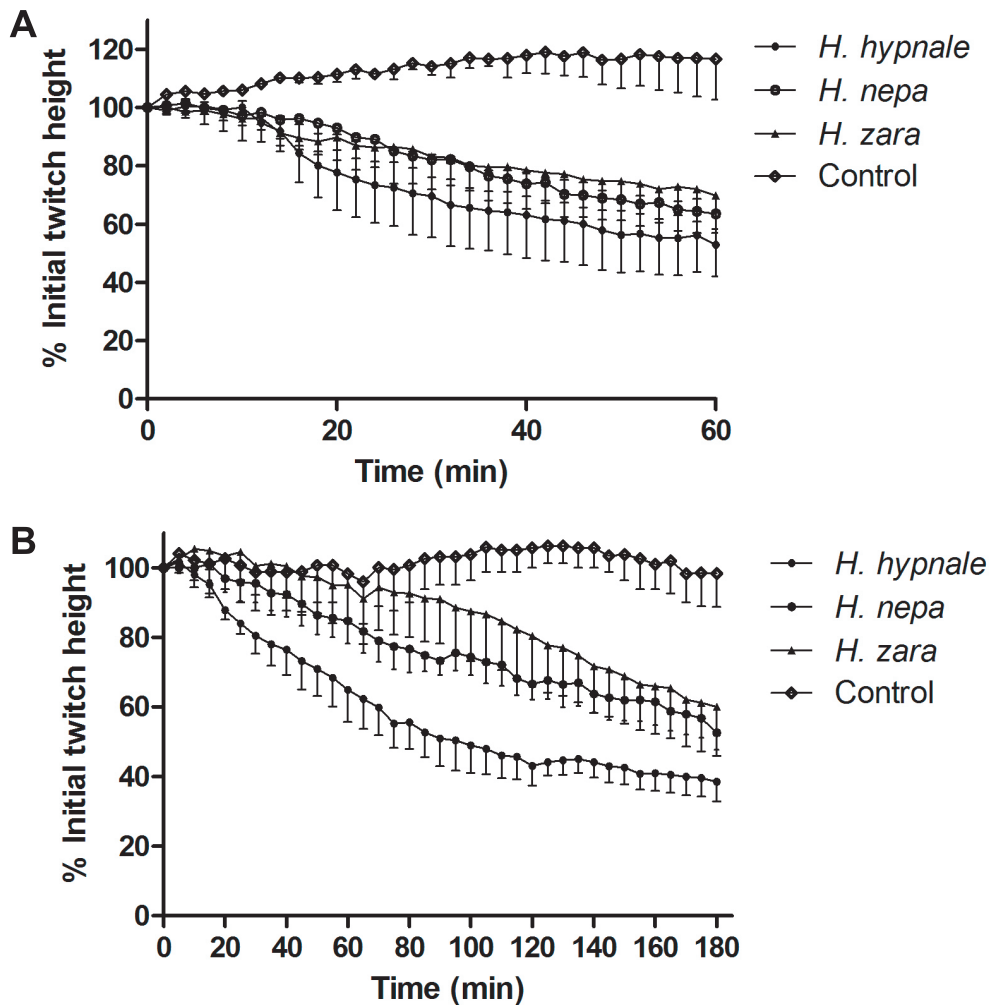 A
% Initial twitch height
120
100
80
60
40
20
0
0 20 40 60
Time (min)
H. hypnale
H. nepa
H. zara
Control
B
% Initial twitch height
100
80
60
40
20
0
0 20 40 60 80 100 120 140 160 180
Time (min)
H. hypnale
H. nepa
H. zara
Control